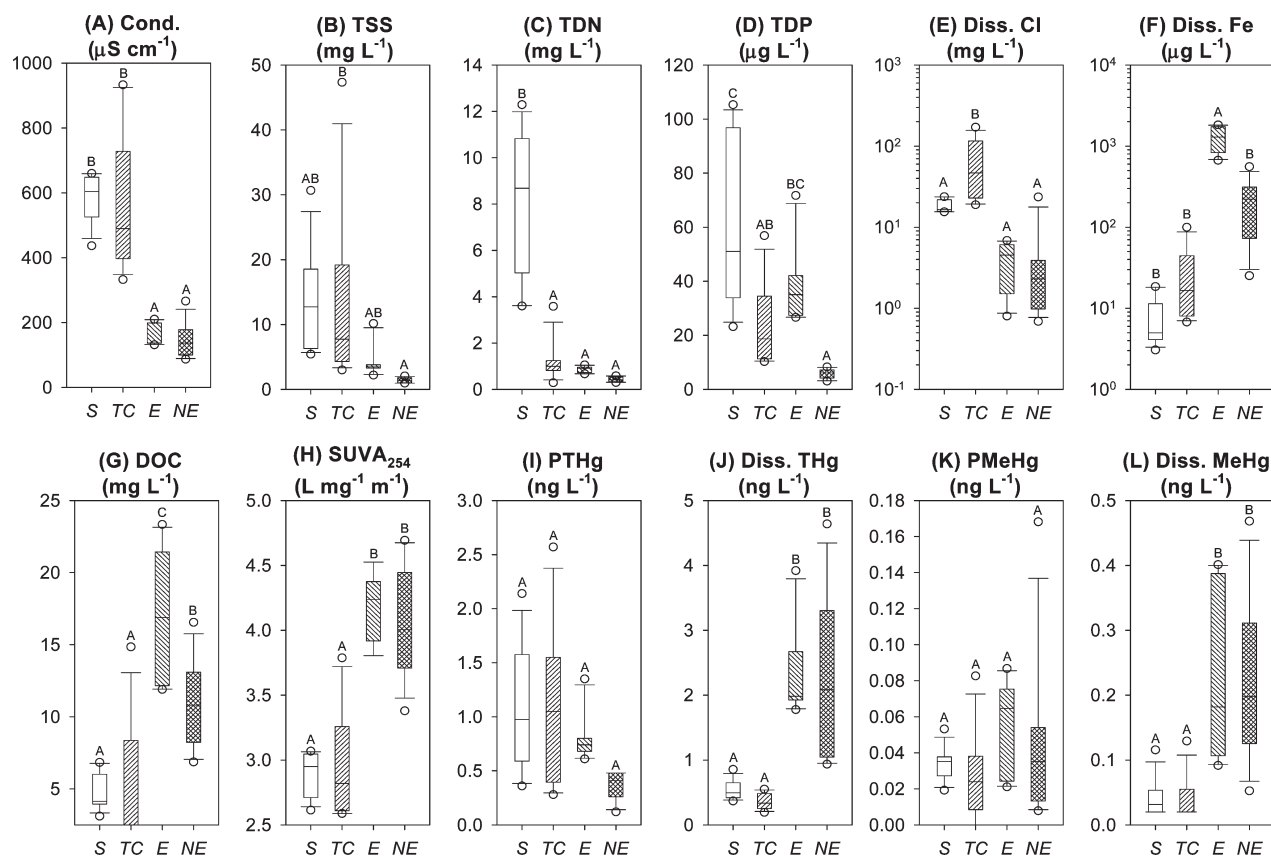 (A) Cond. (B) TSS (C) TDN (D) TDP (E) Diss. Cl (F) Diss. Fe
(μS cm⁻¹) (mg L⁻¹) (mg L⁻¹) (μg L⁻¹) (mg L⁻¹) (μg L⁻¹)
1000
800
600
400
200
0
B B A A
S TC E NE
50
40
30
20
10
0
AB B AB A
S TC E NE
14
12
10
8
6
4
2
0
B A A A
S TC E NE
120
100
80
60
40
20
0
C AB BC A
S TC E NE
10³
10²
10¹
10⁰
10⁻¹
A B A A
S TC E NE
10⁴
10³
10²
10¹
10⁰
B B A B
S TC E NE
(G) DOC (H) SUVA₂₅₄ (I) PTHg (J) Diss. THg (K) PMeHg (L) Diss. MeHg
(mg L⁻¹) (L mg⁻¹ m⁻¹) (ng L⁻¹) (ng L⁻¹) (ng L⁻¹) (ng L⁻¹)
25
20
15
10
5
A A C B
S TC E NE
5.0
4.5
4.0
3.5
3.0
2.5
A A B B
S TC E NE
3.0
2.5
2.0
1.5
1.0
0.5
0.0
A A A A
S TC E NE
5
4
3
2
1
0
A A B B
S TC E NE
0.18
0.16
0.14
0.12
0.10
0.08
0.06
0.04
0.02
0.00
A A A A
S TC E NE
0.5
0.4
0.3
0.2
0.1
0.0
A A B B
S TC E NE